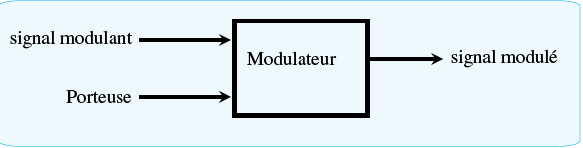 signal modulant
Modulateur
signal modulé
Porteuse